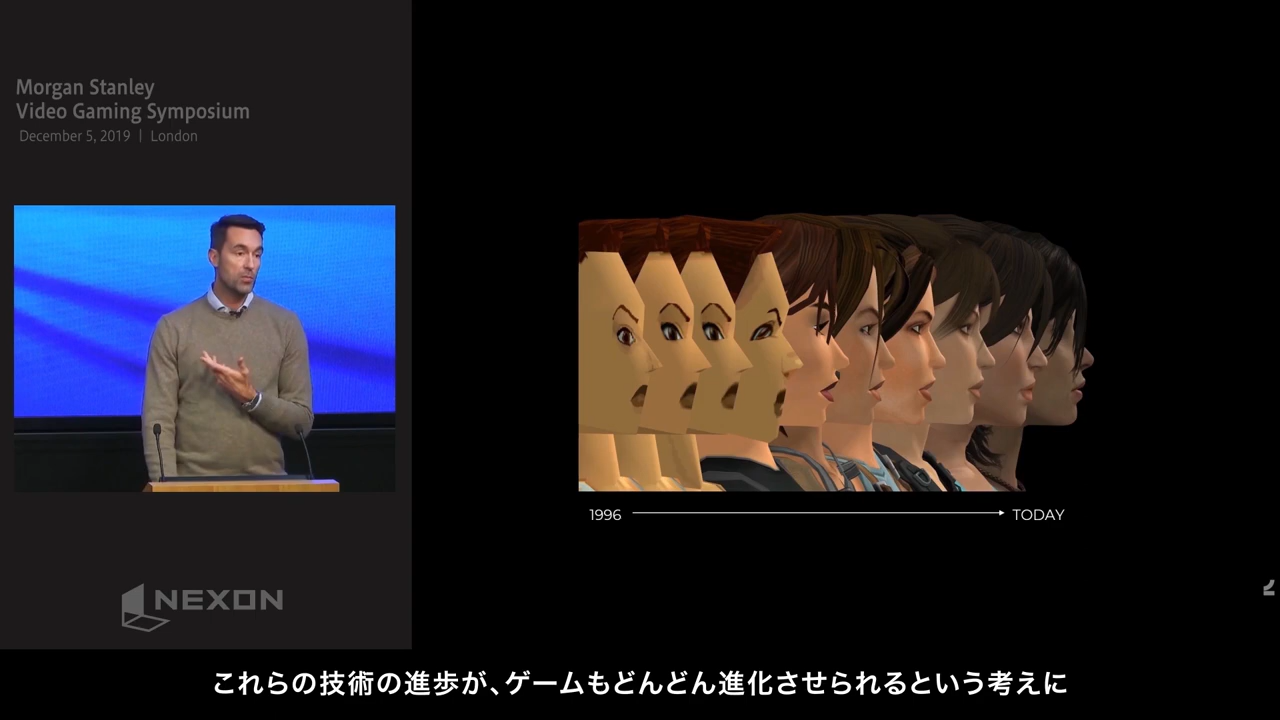 Morgan Stanley
Video Gaming Symposium
December 5, 2019 | London
1996
TODAY
NEXON
これらの技術の進歩が、ゲームもどんどん進化させられるという考えに